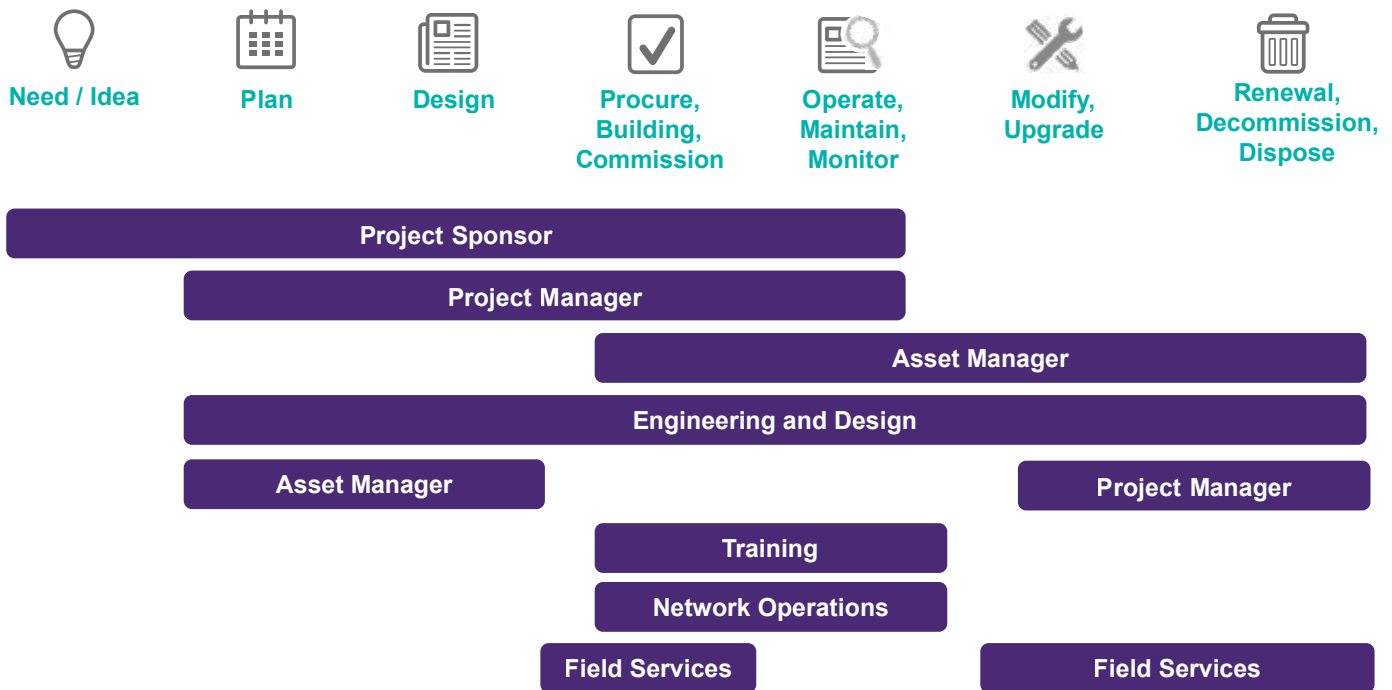 Need / Idea
Plan
Design
Procure,
Building,
Commission
Operate,
Maintain,
Monitor
Modify,
Upgrade
Renewal,
Decommission,
Dispose
Project Sponsor
Project Manager
Asset Manager
Engineering and Design
Asset Manager
Project Manager
Training
Network Operations
Field Services
Field Services